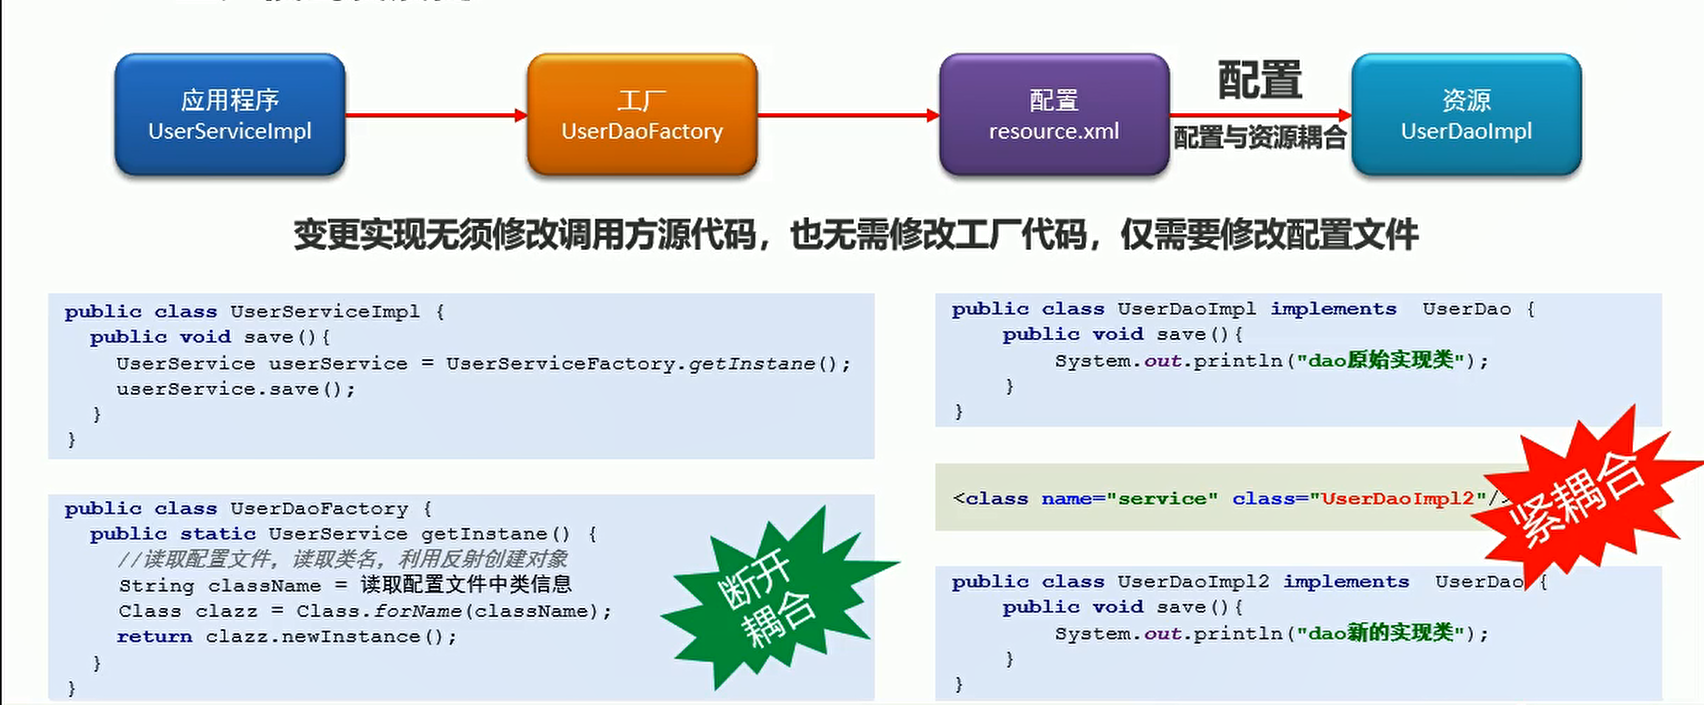 应用程序
UserServiceImpl
工厂
UserDaoFactory
配置
resource.xml
配置
配置与资源耦合
资源
UserDaoImpl
变更实现无须修改调用方源代码，也无需修改工厂代码，仅需要修改配置文件
public class UserServiceImpl {
public void save(){
UserService userService = UserServiceFactory.getInstane();
userService.save();
}
}
public class UserDaoFactory {
public static UserService getInstane() {
//读取配置文件，读取类名，利用反射创建对象
String className = 读取配置文件中类信息
Class clazz = Class.forName(className);
return clazz.newInstance();
}
}
断开
耦合
public class UserDaoImpl implements UserDao {
public void save(){
System.out.println("dao原始实现类");
}
}
<class name="service" class="UserDaoImpl2"/>
紧耦合
public class UserDaoImpl2 implements UserDao {
public void save(){
System.out.println("dao新的实现类");
}
}